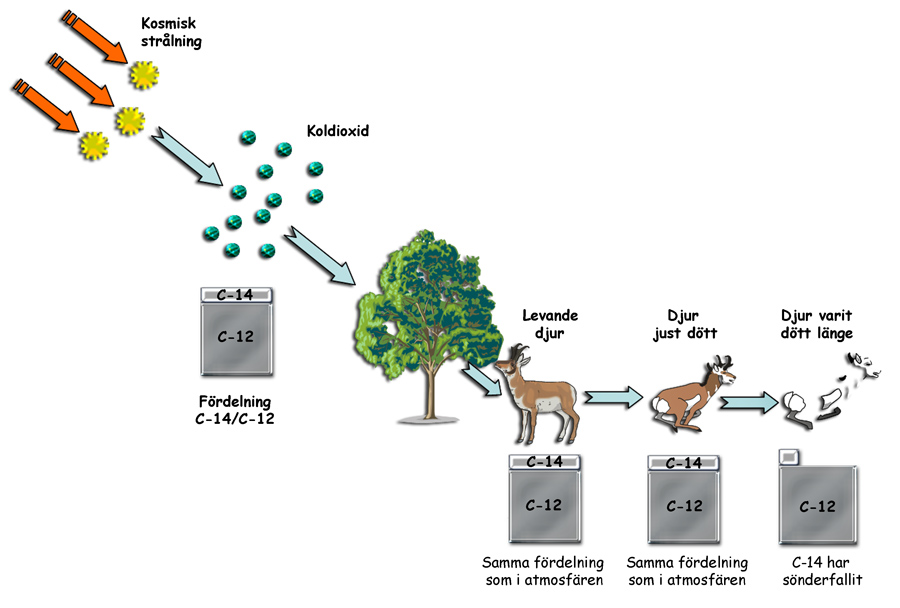 Kosmisk
strålning
Koldioxid
C-14
C-12
Fördelning
C-14/C-12
Levande
djur
Djur
just dött
Djur varit
dött länge
C-14
C-12
C-14
C-12
C-12
Samma fördelning
som i atmosfären
Samma fördelning
som i atmosfären
C-14 har
sönderfallit